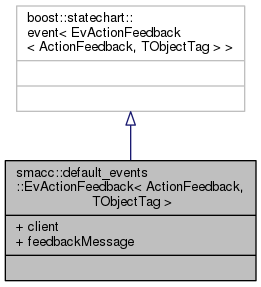 boost::statechart::
event< EvActionFeedback
< ActionFeedback, TObjectTag > >
smacc::default_events
::EvActionFeedback< ActionFeedback,
TObjectTag >
+ client
+ feedbackMessage